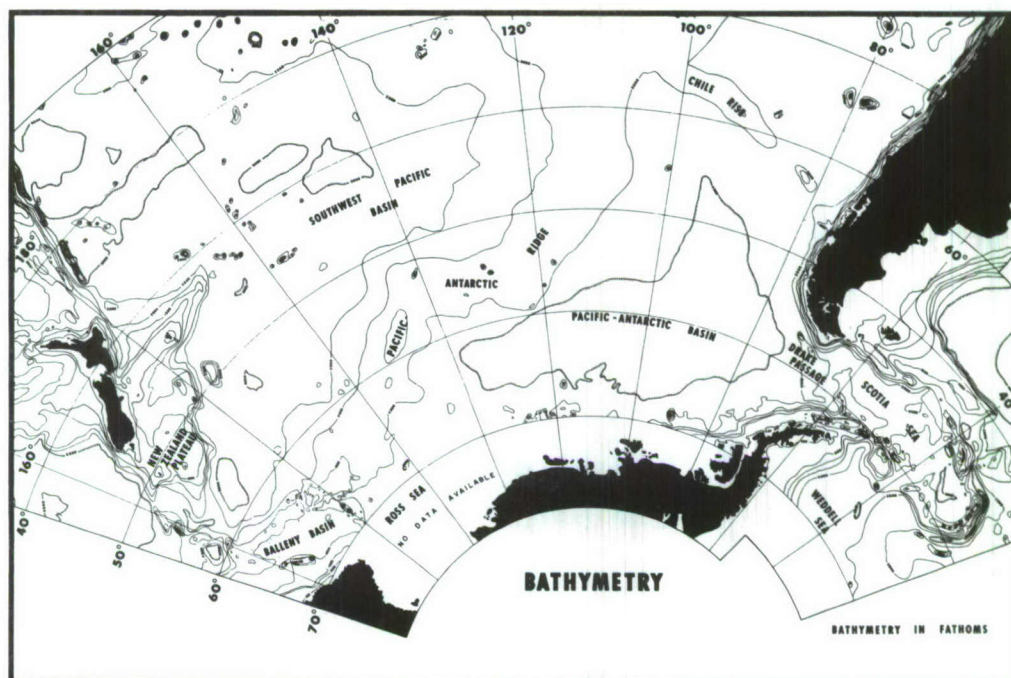 160°
140°
120°
100°
80°
CHILE RISE
PACIFIC
SOUTHWEST
BASIN
180°
60°
RIDGE
ANTARCTIC
PACIFIC
PACIFIC - ANTARCTIC BASIN
DRAKE
PASSAGE
SCOTIA
SEA
40°
NEW
ZEALAND
PLATEAU
160°
40°
50°
60°
70°
BALLENY BASIN
ROSS SEA
NO DATA AVAILABLE
WEDDELL
SEA
BATHYMETRY
BATHYMETRY IN FATHOMS